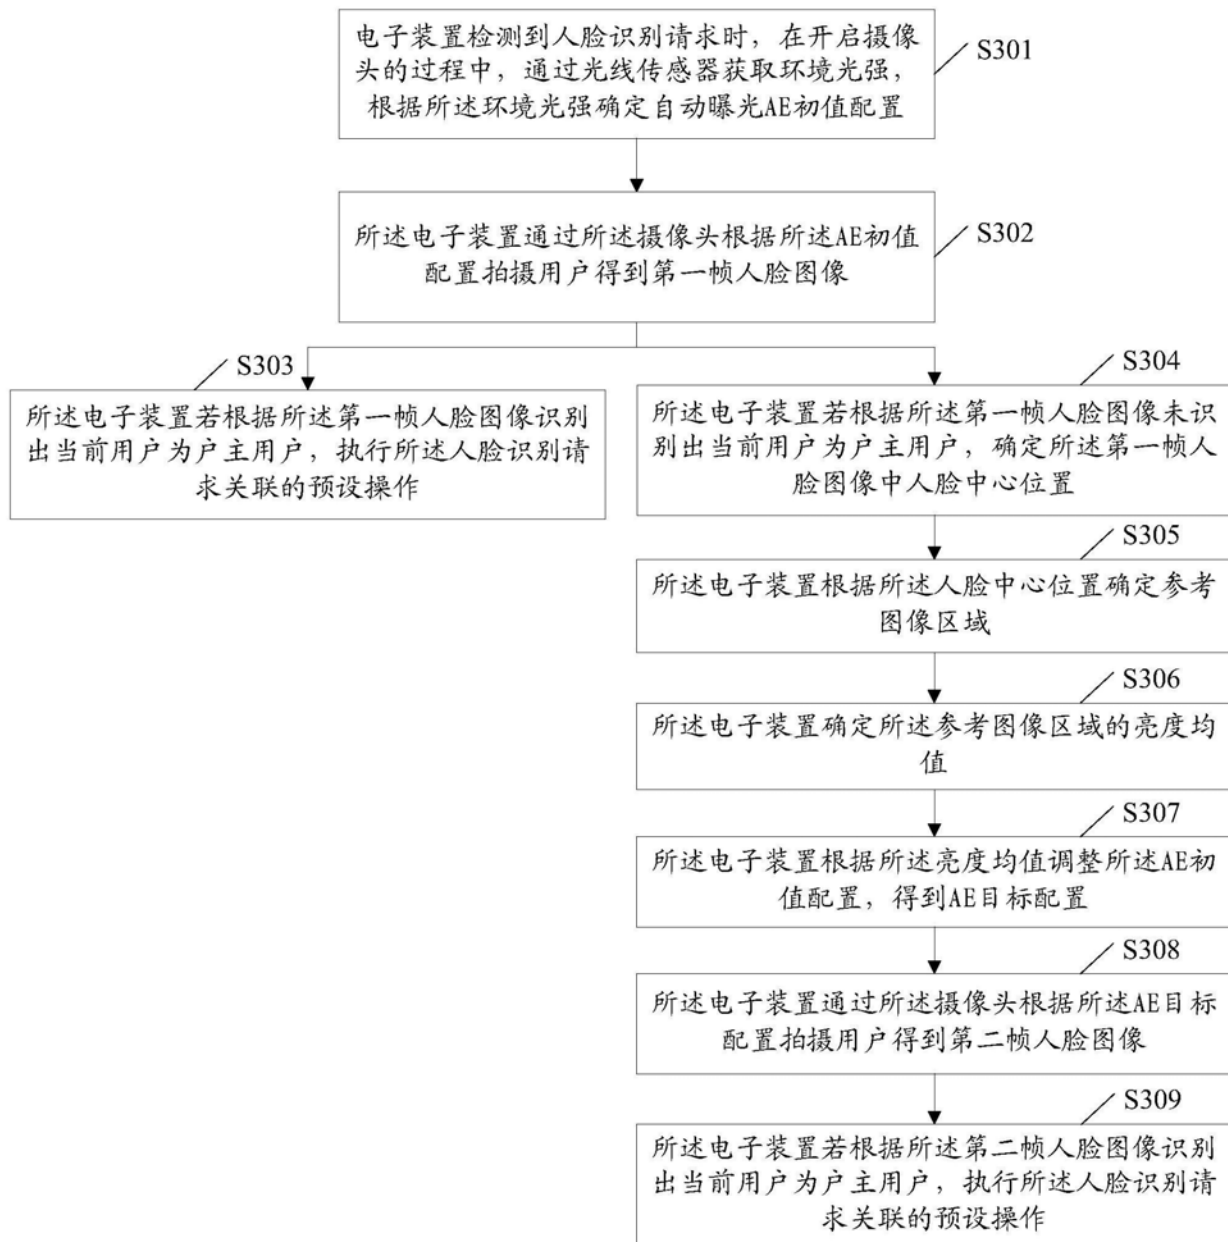 电子装置检测到人脸识别请求时，在开启摄像
头的过程中，通过光线传感器获取环境光强，
根据所述环境光强确定自动曝光AE初值配置
S301
所述电子装置通过所述摄像头根据所述AE初值
配置拍摄用户得到第一帧人脸图像
S302
S303
所述电子装置若根据所述第一帧人脸图像识别
出当前用户为户主用户，执行所述人脸识别请
求关联的预设操作
S304
所述电子装置若根据所述第一帧人脸图像未识
别出当前用户为户主用户，确定所述第一帧人
脸图像中人脸中心位置
S305
所述电子装置根据所述人脸中心位置确定参考
图像区域
S306
所述电子装置确定所述参考图像区域的亮度均
值
S307
所述电子装置根据所述亮度均值调整所述AE初
值配置，得到AE目标配置
S308
所述电子装置通过所述摄像头根据所述AE目标
配置拍摄用户得到第二帧人脸图像
S309
所述电子装置若根据所述第二帧人脸图像识别
出当前用户为户主用户，执行所述人脸识别请
求关联的预设操作